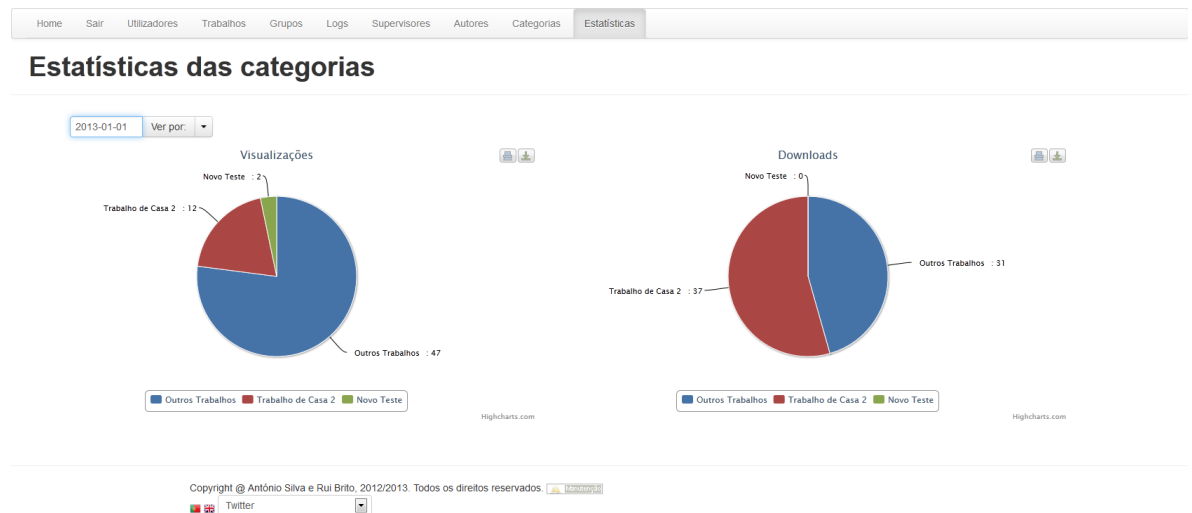 Home Sair Utilizadores Trabalhos Grupos Logs Supervisores Autores Categorias Estatísticas
Estatísticas das categorias
2013-01-01 Ver por:
Visualizações
Novo Teste : 2
Trabalho de Casa 2 : 12
Outros Trabalhos : 47
Outros Trabalhos Trabalho de Casa 2 Novo Teste
Highcharts.com
Downloads
Novo Teste : 0
Outros Trabalhos : 31
Trabalho de Casa 2 : 37
Outros Trabalhos Trabalho de Casa 2 Novo Teste
Highcharts.com
Copyright @ António Silva e Rui Brito, 2012/2013. Todos os direitos reservados. Manutenção
Twitter